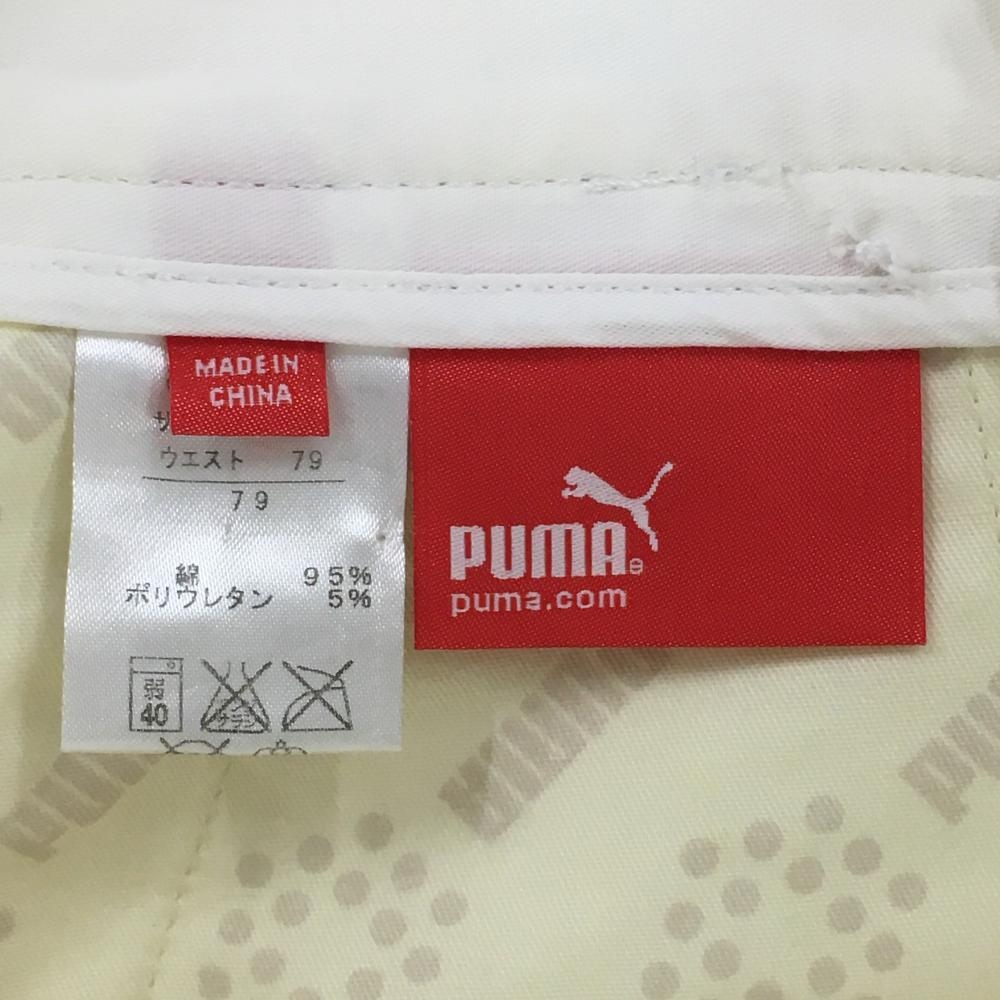 MADE IN
CHINA
サ
ウエスト 79
79
綿 95%
ポリウレタン 5%
弱
40
PUMA
puma.com